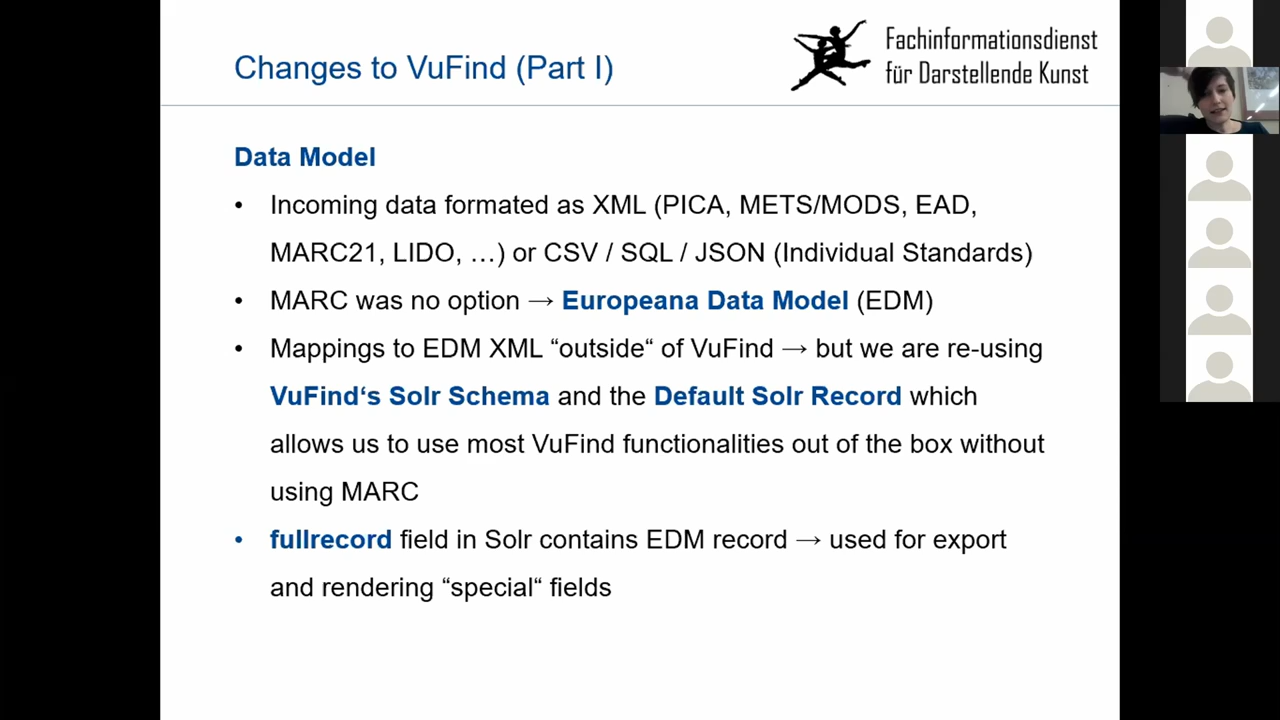 Changes to VuFind (Part I)
Fachinformationsdienst
für Darstellende Kunst
Data Model
• Incoming data formated as XML (PICA, METS/MODS, EAD,
MARC21, LIDO, …) or CSV / SQL / JSON (Individual Standards)
• MARC was no option → Europeana Data Model (EDM)
• Mappings to EDM XML “outside“ of VuFind → but we are re-using
VuFind‘s Solr Schema and the Default Solr Record which
allows us to use most VuFind functionalities out of the box without
using MARC
• fullrecord field in Solr contains EDM record → used for export
and rendering “special“ fields